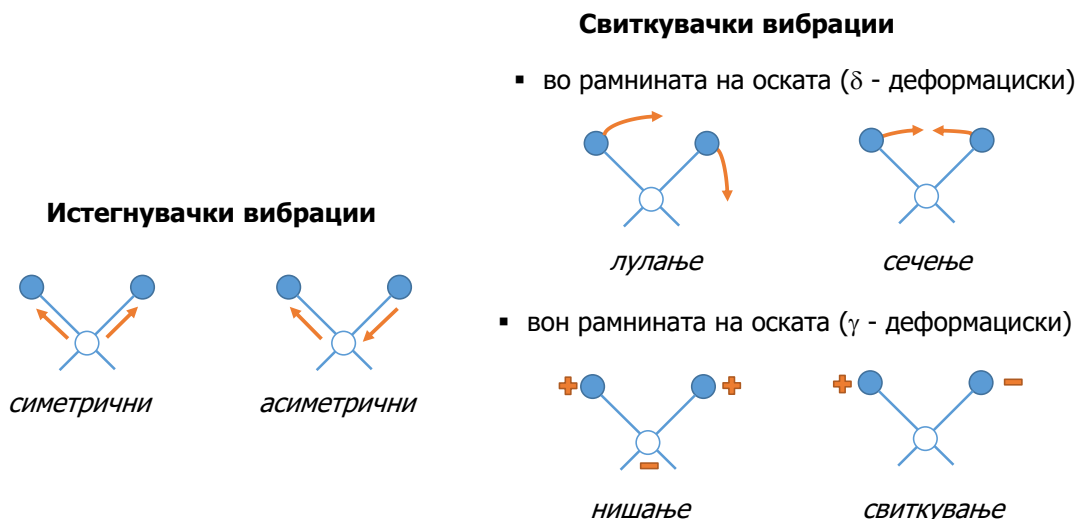 Истегнувачки вибрации
симетрични
асиметрични
Свиткувачки вибрации
▪ во рамнината на оската (δ - деформациски)
лулање
сечење
▪ вон рамнината на оската (γ - деформациски)
+ + + −
−
нишање
свиткување